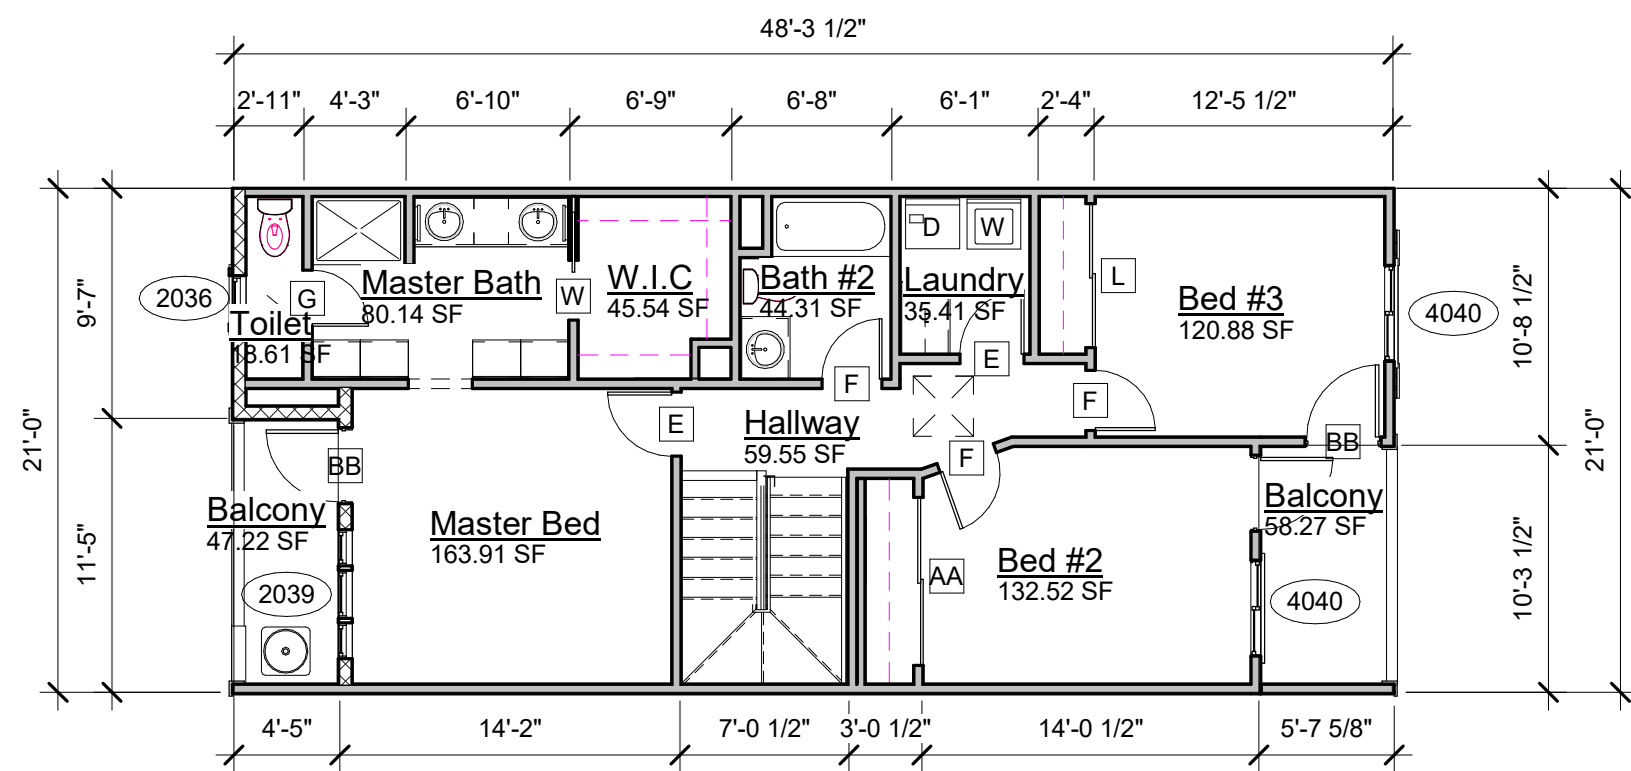 48'-3 1/2"
2'-11" 4'-3" 6'-10" 6'-9" 6'-8" 6'-1" 2'-4" 12'-5 1/2"
D W
Master Bath
80.14 SF
W.I.C
45.54 SF
Bath #2
44.31 SF
Laundry
35.41 SF
L
Bed #3
120.88 SF
2036
G
W
4040
Toilet
18.61 SF
9'-7"
10'-8 1/2"
E
F
F
E
Hallway
59.55 SF
F
BB
BB
21'-0"
21'-0"
Balcony
47.22 SF
Master Bed
163.91 SF
Balcony
58.27 SF
11'-5"
10'-3 1/2"
2039
AA
Bed #2
132.52 SF
4040
4'-5" 14'-2" 7'-0 1/2" 3'-0 1/2" 14'-0 1/2" 5'-7 5/8"